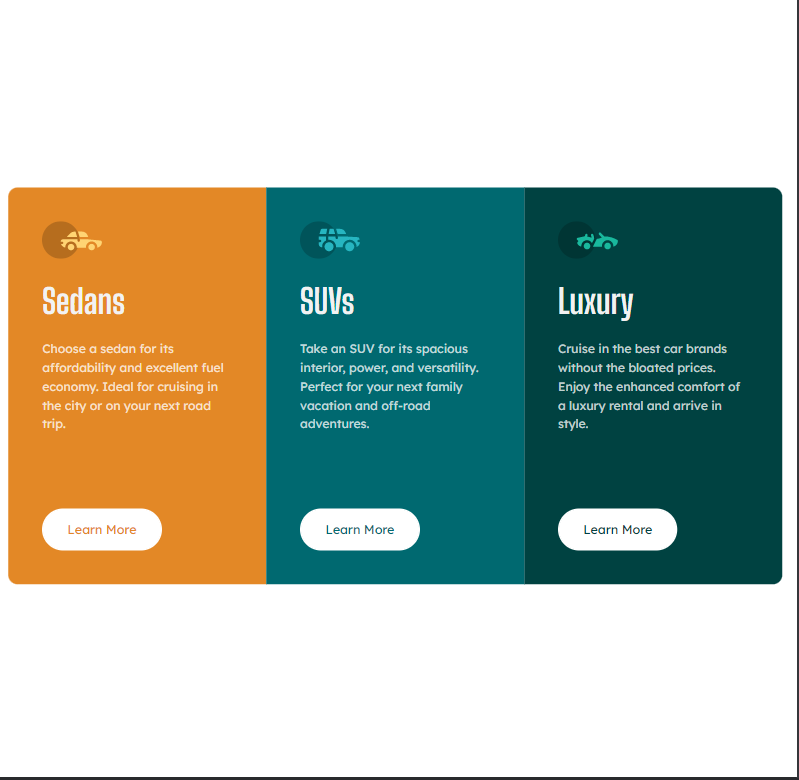 Sedans
Choose a sedan for its
affordability and excellent fuel
economy. Ideal for cruising in
the city or on your next road
trip.
Learn More
SUVs
Take an SUV for its spacious
interior, power, and versatility.
Perfect for your next family
vacation and off-road
adventures.
Learn More
Luxury
Cruise in the best car brands
without the bloated prices.
Enjoy the enhanced comfort of
a luxury rental and arrive in
style.
Learn More